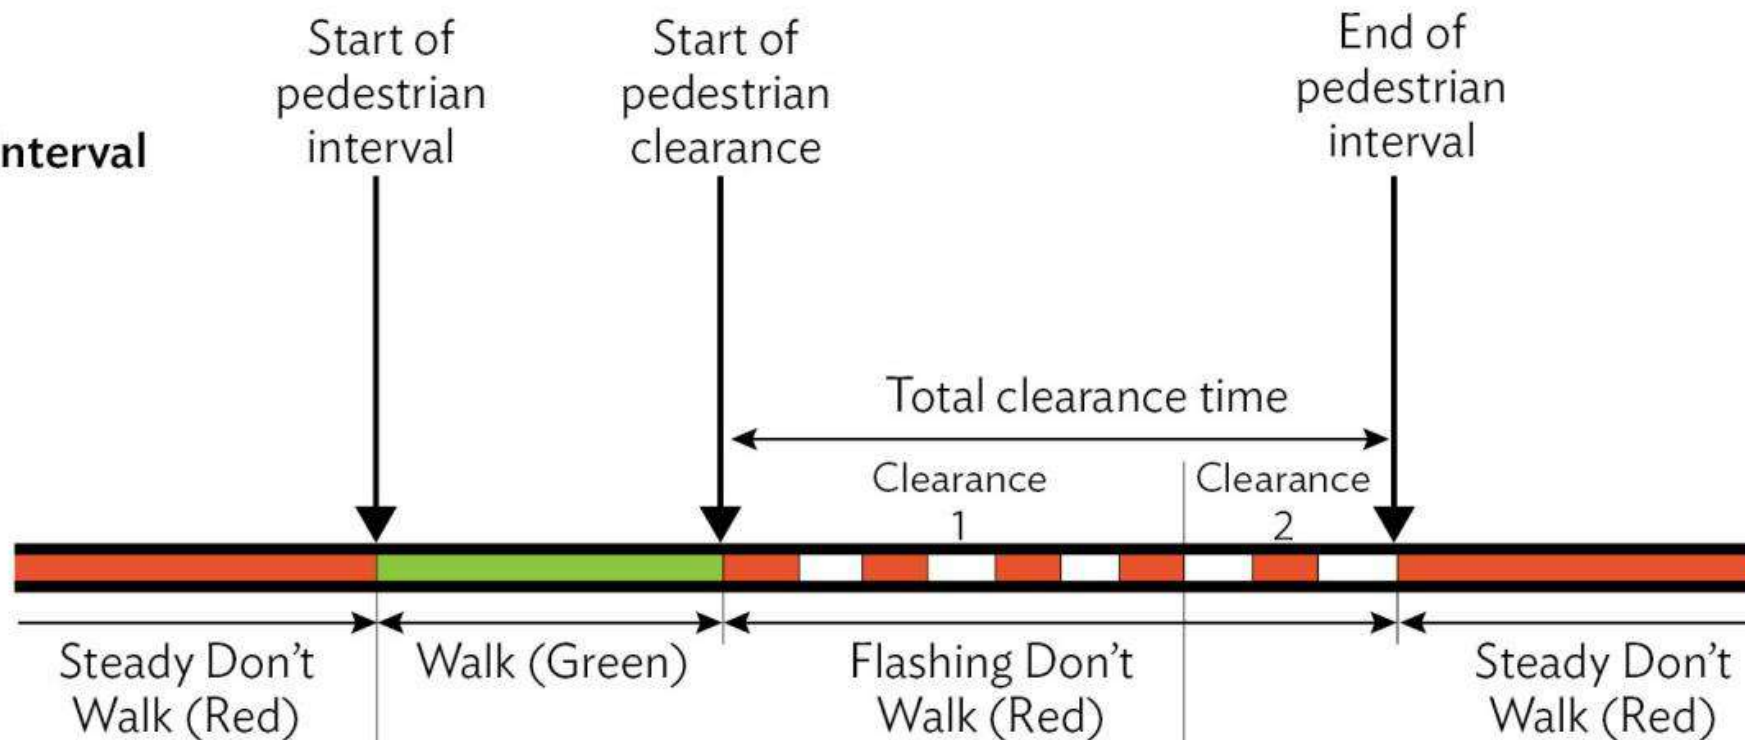 Start of
pedestrian
interval
Start of
pedestrian
clearance
End of
pedestrian
interval
nterval
Total clearance time
Clearance
1
Clearance
2
Steady Don't
Walk (Red)
Walk (Green)
Flashing Don't
Walk (Red)
Steady Don't
Walk (Red)